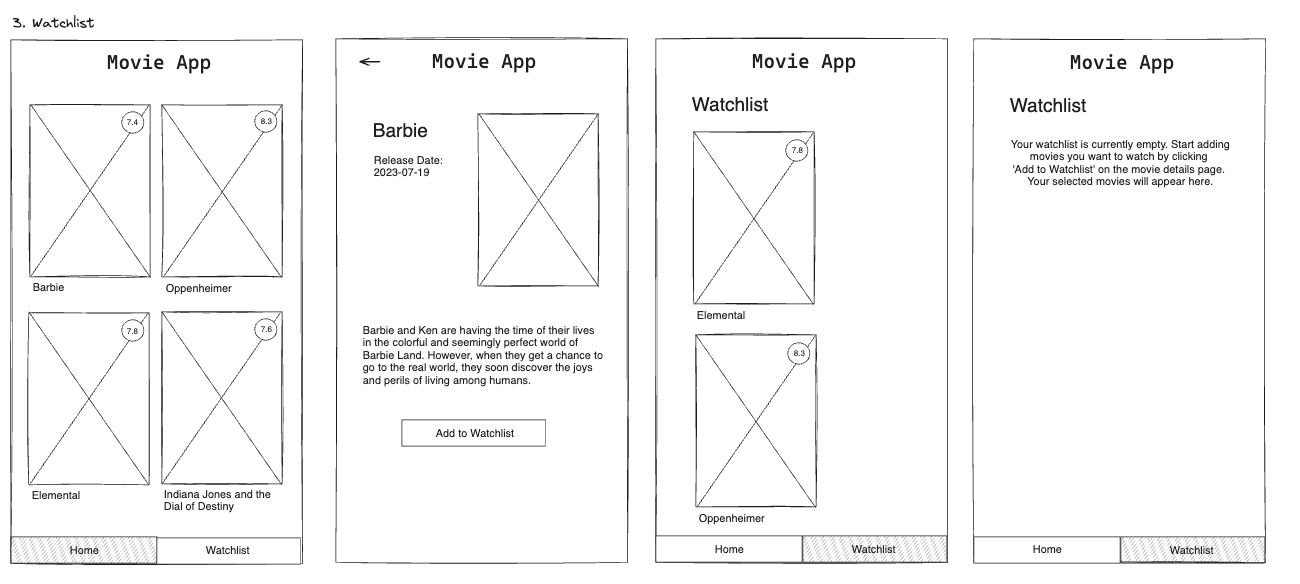 3. Watchlist
Movie App
7.4
8.3
Barbie
Oppenheimer
7.8
7.6
Elemental
Indiana Jones and the
Dial of Destiny
Home
Watchlist
Movie App
Barbie
Release Date:
2023-07-19
Barbie and Ken are having the time of their lives
in the colorful and seemingly perfect world of
Barbie Land. However, when they get a chance to
go to the real world, they soon discover the joys
and perils of living among humans.
Add to Watchlist
Movie App
Watchlist
7.8
Elemental
8.3
Oppenheimer
Home
Watchlist
Movie App
Watchlist
Your watchlist is currently empty. Start adding
movies you want to watch by clicking
'Add to Watchlist' on the movie details page.
Your selected movies will appear here.
Home
Watchlist